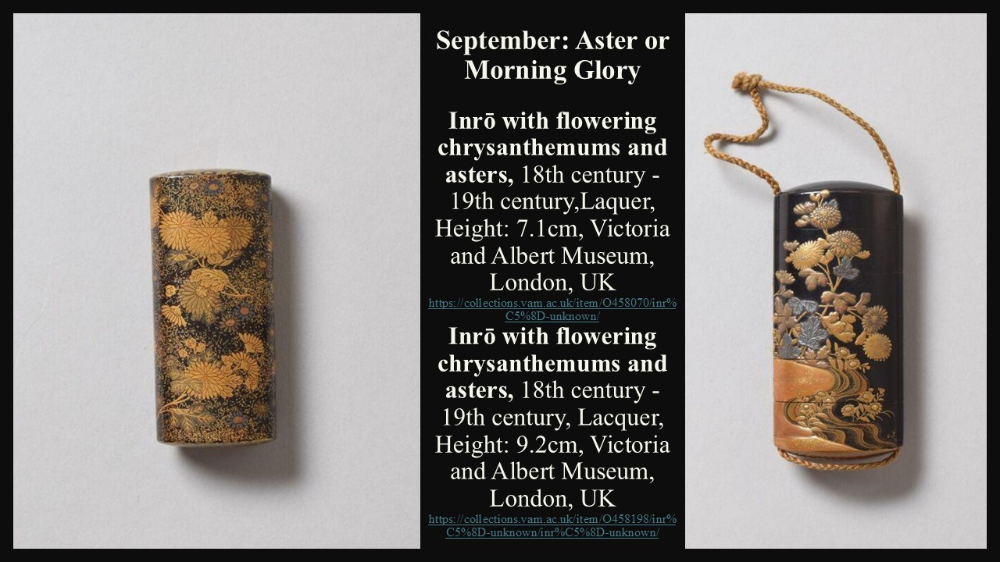 September: Aster or
Morning Glory
Inrō with flowering
chrysanthemums and
asters, 18th century -
19th century,Laquer,
Height: 7.1cm, Victoria
and Albert Museum,
London, UK
https://collections.vam.ac.uk/item/O458070/inr%
C5%8D-unknown/
Inrō with flowering
chrysanthemums and
asters, 18th century -
19th century, Lacquer,
Height: 9.2cm, Victoria
and Albert Museum,
London, UK
https://collections.vam.ac.uk/item/O458198/inr%
C5%8D-unknown/inr%C5%8D-unknown/